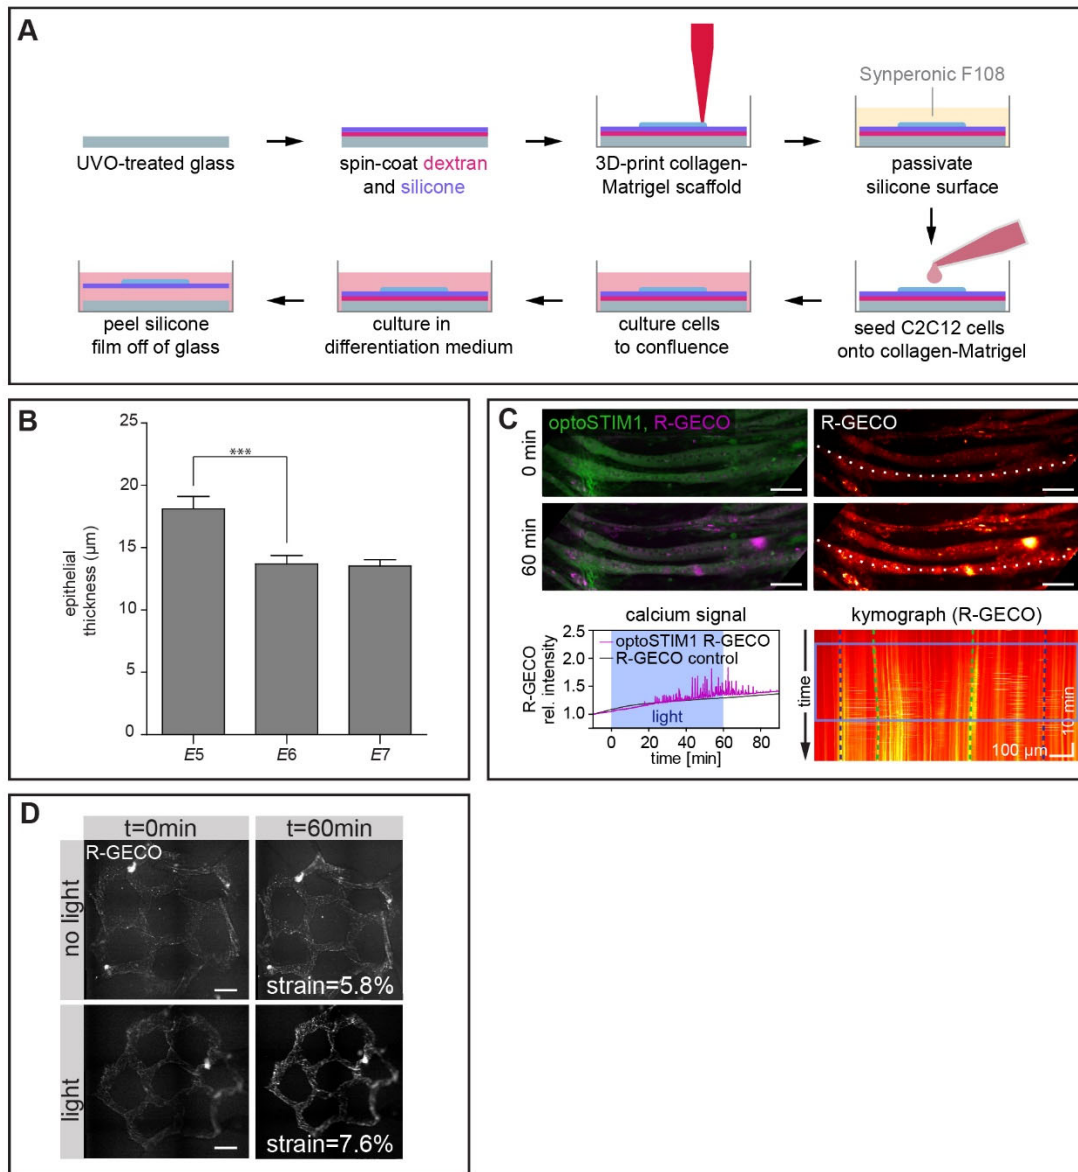 A
UVO-treated glass
spin-coat dextran
and silicone
3D-print collagen-
Matrigel scaffold
Synperonic F108
passivate
silicone surface
peel silicone
film off of glass
culture in
differentiation medium
culture cells
to confluence
seed C2C12 cells
onto collagen-Matrigel
B
epithelial
thickness (µm)
25
20
15
10
5
0
***
E5
E6
E7
C
optoSTIM1, R-GECO
R-GECO
0 min
60 min
calcium signal
R-GECO
rel. intensity
2.5
2.0
1.5
1.0
optoSTIM1 R-GECO
R-GECO control
light
0
20
40
60
80
time [min]
kymograph (R-GECO)
time
100 µm
10 min
D
t=0min
t=60min
no light
R-GECO
strain=5.8%
light
strain=7.6%